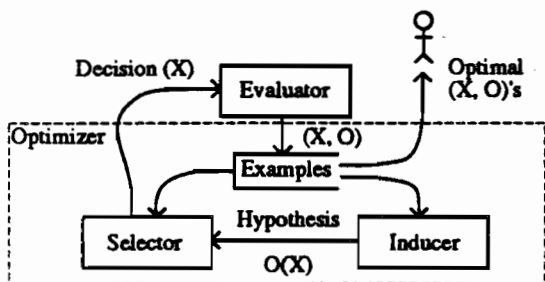 Decision (X)
Evaluator
Optimal
(X, O)'s
Optimizer
(X, O)
Examples
Hypothesis
Selector
Inducer
O(X)